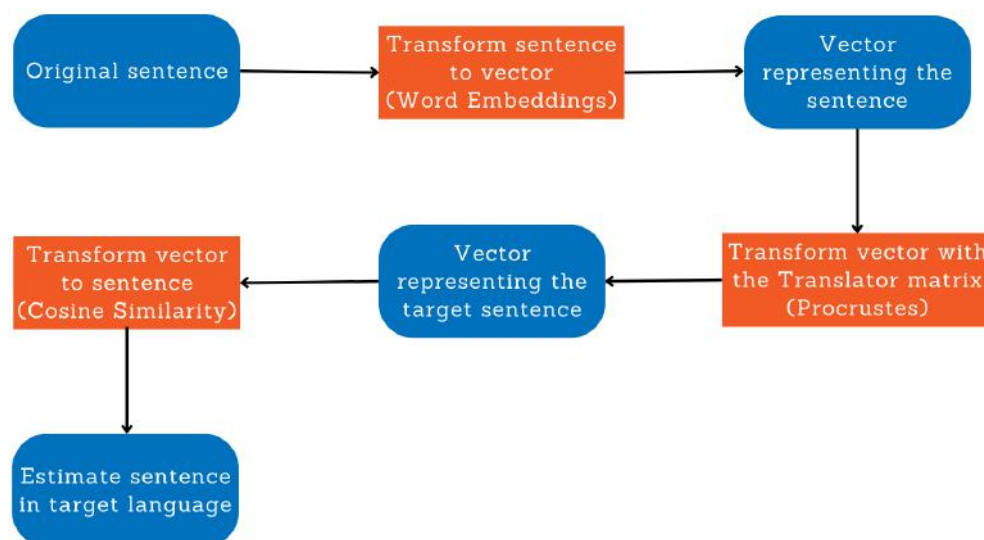 Original sentence
Transform sentence
to vector
(Word Embeddings)
Vector
representing the
sentence
Transform vector with
the Translator matrix
(Procrustes)
Vector
representing the
target sentence
Transform vector
to sentence
(Cosine Similarity)
Estimate sentence
in target language